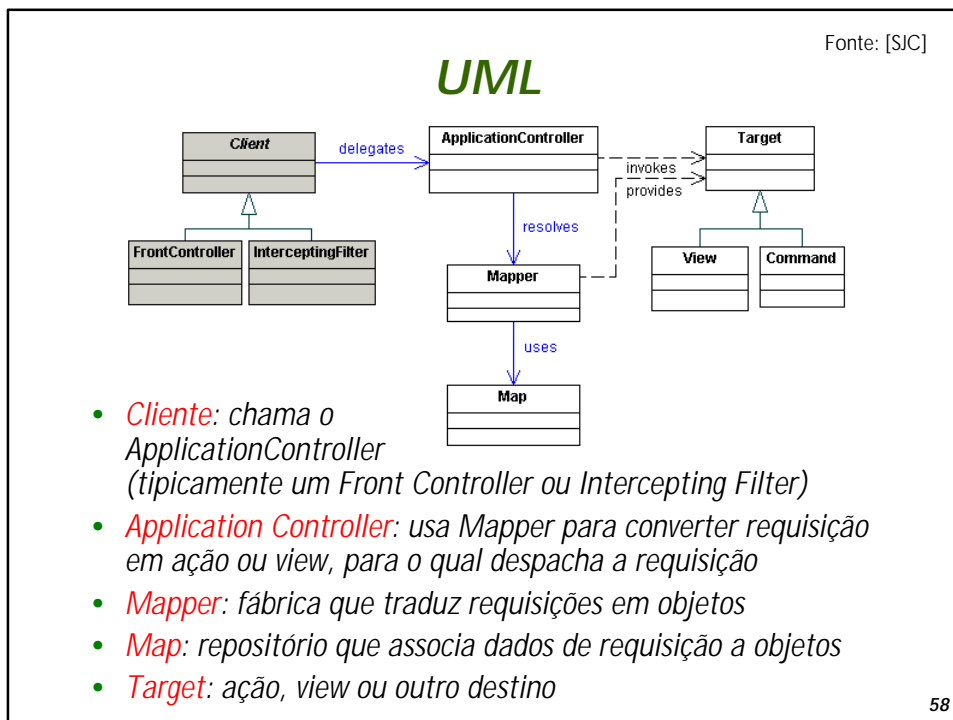 Fonte: [SJC]
UML
Client
delegates
ApplicationController
Target
invokes
provides
resolves
FrontController
InterceptingFilter
Mapper
View
Command
uses
Map
• Cliente: chama o
ApplicationController
(tipicamente um Front Controller ou Intercepting Filter)
• Application Controller: usa Mapper para converter requisição
em ação ou view, para o qual despacha a requisição
• Mapper: fábrica que traduz requisições em objetos
• Map: repositório que associa dados de requisição a objetos
• Target: ação, view ou outro destino
58